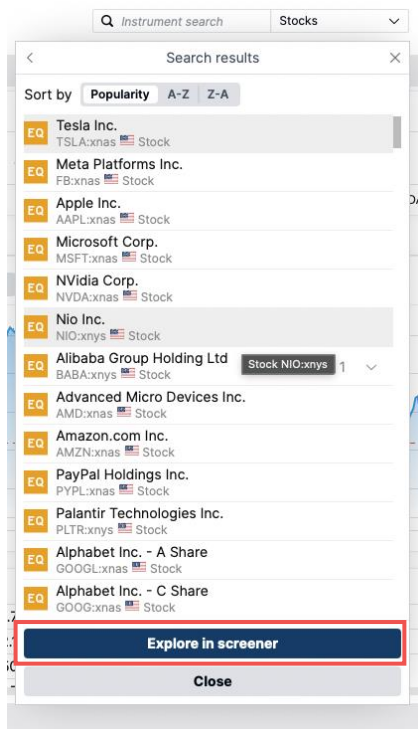 Instrument search
Stocks
Search results
Sort by Popularity A-Z Z-A
EQ Tesla Inc.
TSLA:xnas Stock
EQ Meta Platforms Inc.
FB:xnas Stock
EQ Apple Inc.
AAPL:xnas Stock
EQ Microsoft Corp.
MSFT:xnas Stock
EQ NVidia Corp.
NVDA:xnas Stock
EQ Nio Inc.
NIO:xnys Stock
EQ Alibaba Group Holding Ltd
BABA:xnys Stock
Stock NIO:xnys 1
EQ Advanced Micro Devices Inc.
AMD:xnas Stock
EQ Amazon.com Inc.
AMZN:xnas Stock
EQ PayPal Holdings Inc.
PYPL:xnas Stock
EQ Palantir Technologies Inc.
PLTR:xnys Stock
EQ Alphabet Inc. - A Share
GOOGL:xnas Stock
EQ Alphabet Inc. - C Share
GOOG:xnas Stock
Explore in screener
Close